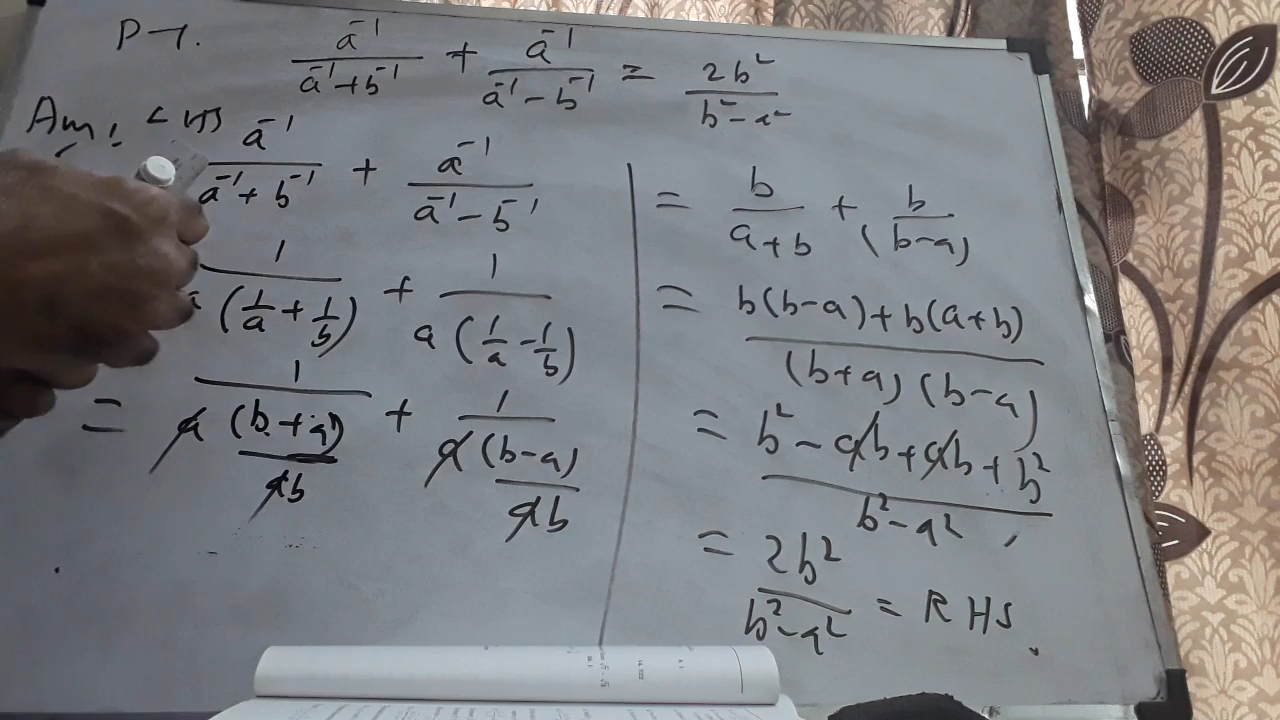 P-T. a⁻¹/(a⁻¹+b⁻¹) + a⁻¹/(a⁻¹-b⁻¹) = 2b²/(b²-a²)
Ans: LHS
a⁻¹/(a⁻¹+b⁻¹) + a⁻¹/(a⁻¹-b⁻¹)
1/(a(1/a+1/b)) + 1/(a(1/a-1/b))
= 1/(a(b+a)/ab) + 1/(a(b-a)/ab)
= b/(a+b) + b/(b-a)
= (b(b-a)+b(a+b))/((b+a)(b-a))
= (b²-ab+ab+b²)/(b²-a²)
= 2b²/(b²-a²) = RHS.